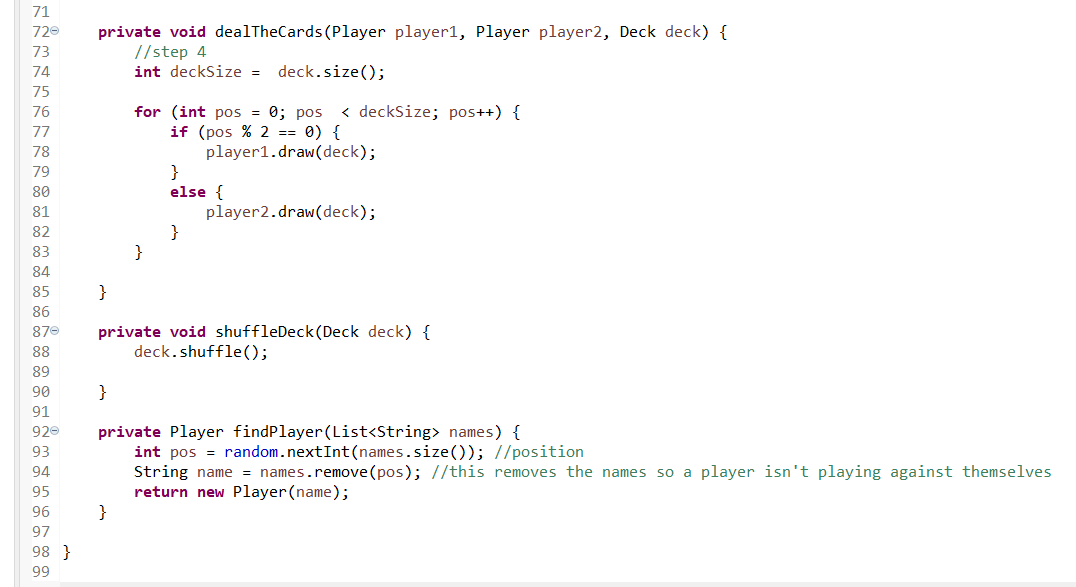 71
72 private void dealTheCards(Player player1, Player player2, Deck deck) {
73 //step 4
74 int deckSize =  deck.size();
75
76 for (int pos = 0; pos  < deckSize; pos++) {
77 if (pos % 2 == 0) {
78 player1.draw(deck);
79 }
80 else {
81 player2.draw(deck);
82 }
83 }
84
85 }
86
87 private void shuffleDeck(Deck deck) {
88 deck.shuffle();
89
90 }
91
92 private Player findPlayer(List<String> names) {
93 int pos = random.nextInt(names.size()); //position
94 String name = names.remove(pos); //this removes the names so a player isn't playing against themselves
95 return new Player(name);
96 }
97
98 }
99